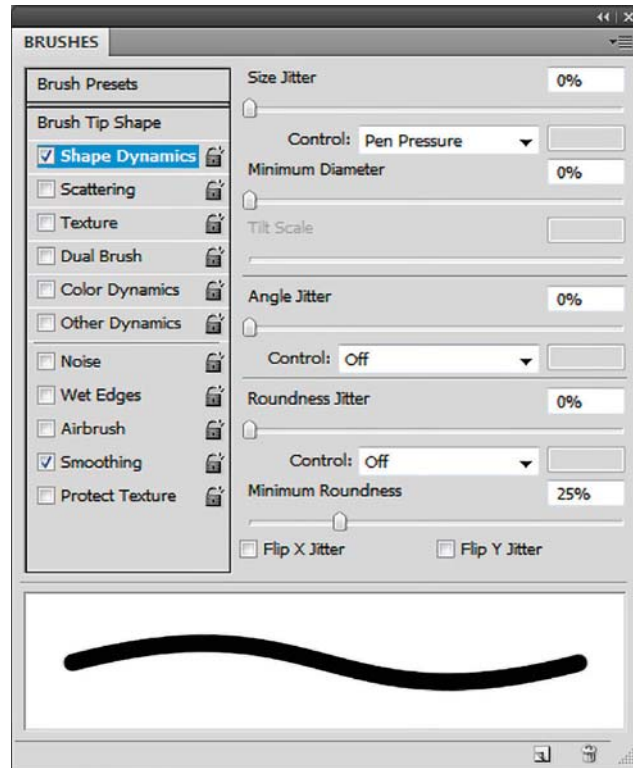 BRUSHES
Brush Presets
Brush Tip Shape
Shape Dynamics
Scattering
Texture
Dual Brush
Color Dynamics
Other Dynamics
Noise
Wet Edges
Airbrush
Smoothing
Protect Texture
Size Jitter 0%
Control: Pen Pressure
Minimum Diameter 0%
Tilt Scale
Angle Jitter 0%
Control: Off
Roundness Jitter 0%
Control: Off
Minimum Roundness 25%
Flip X Jitter Flip Y Jitter